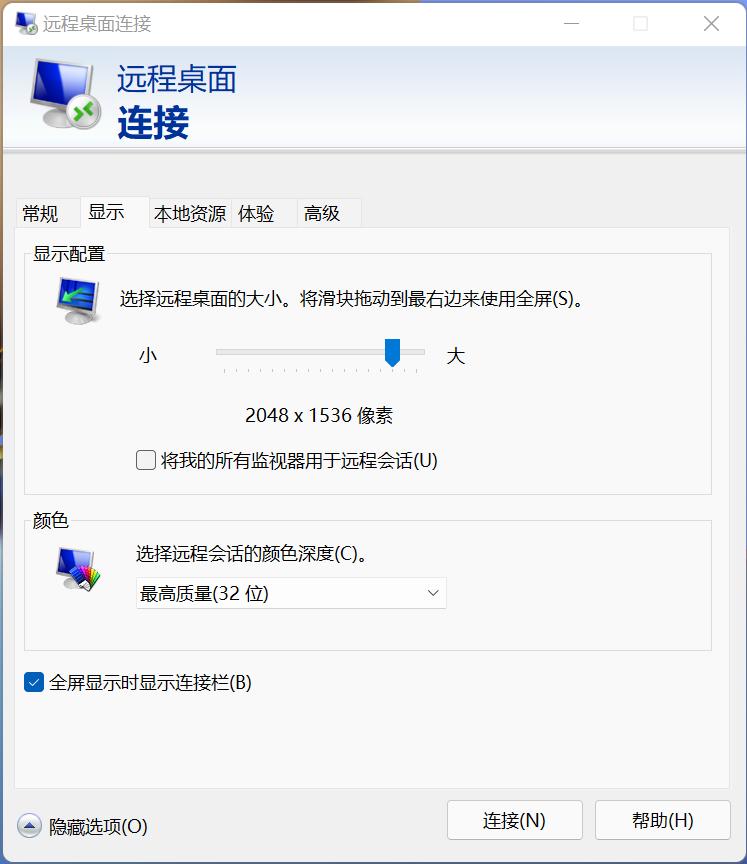 远程桌面连接
远程桌面
连接
常规 显示 本地资源 体验 高级
显示配置
选择远程桌面的大小。将滑块拖动到最右边来使用全屏(S)。
小 大
2048 x 1536 像素
将我的所有监视器用于远程会话(U)
颜色
选择远程会话的颜色深度(C)。
最高质量(32 位)
全屏显示时显示连接栏(B)
隐藏选项(O) 连接(N) 帮助(H)